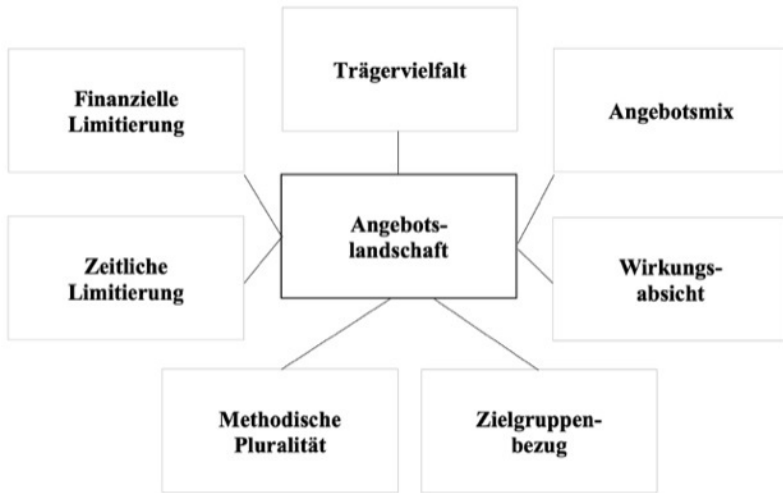 Trägervielfalt
Finanzielle
Limitierung
Angebotsmix
Angebots-
landschaft
Zeitliche
Limitierung
Wirkungs-
absicht
Methodische
Pluralität
Zielgruppen-
bezug